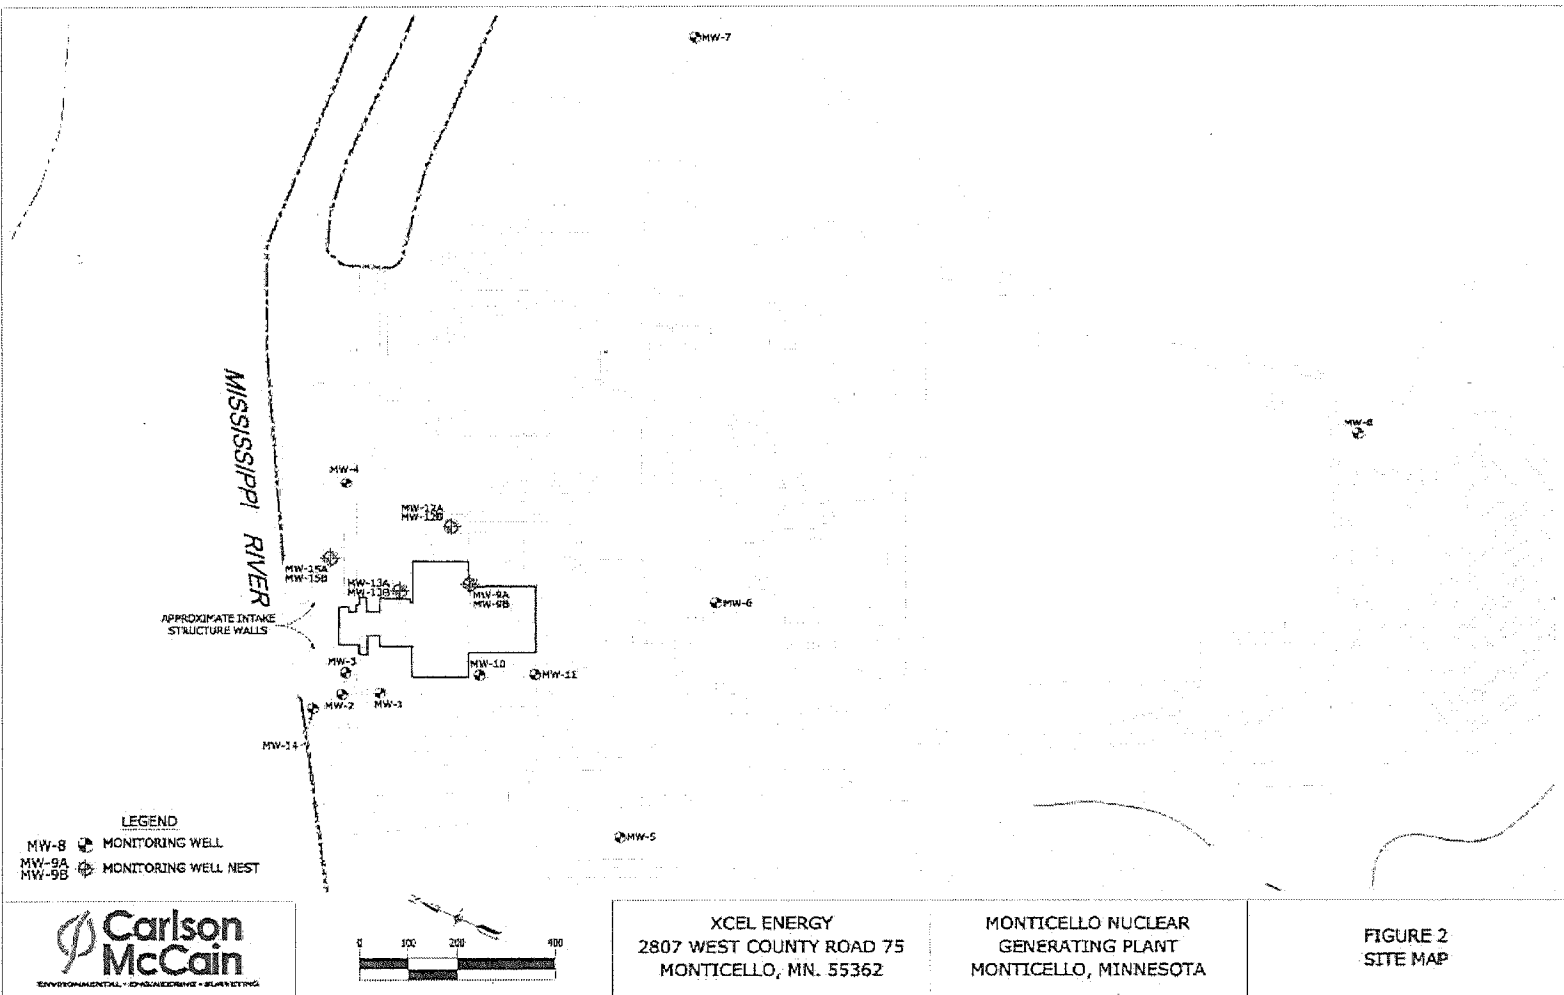 MW-7
MISSISSIPPI RIVER
MW-8
MW-4
MW-12A
MW-12B
MW-15A
MW-15B
MW-13A
MW-13B
MW-9A
MW-9B
MW-6
APPROXIMATE INTAKE
STRUCTURE WALLS
MW-3
MW-10
MW-11
MW-2
MW-1
MW-14
MW-5
LEGEND
MW-8 MONITORING WELL
MW-9A
MW-9B
MONITORING WELL NEST
Carlson
McCain
ENVIRONMENTAL · ENGINEERING · SURVEYING
0 100 200 400
XCEL ENERGY
2807 WEST COUNTY ROAD 75
MONTICELLO, MN. 55362
MONTICELLO NUCLEAR
GENERATING PLANT
MONTICELLO, MINNESOTA
FIGURE 2
SITE MAP